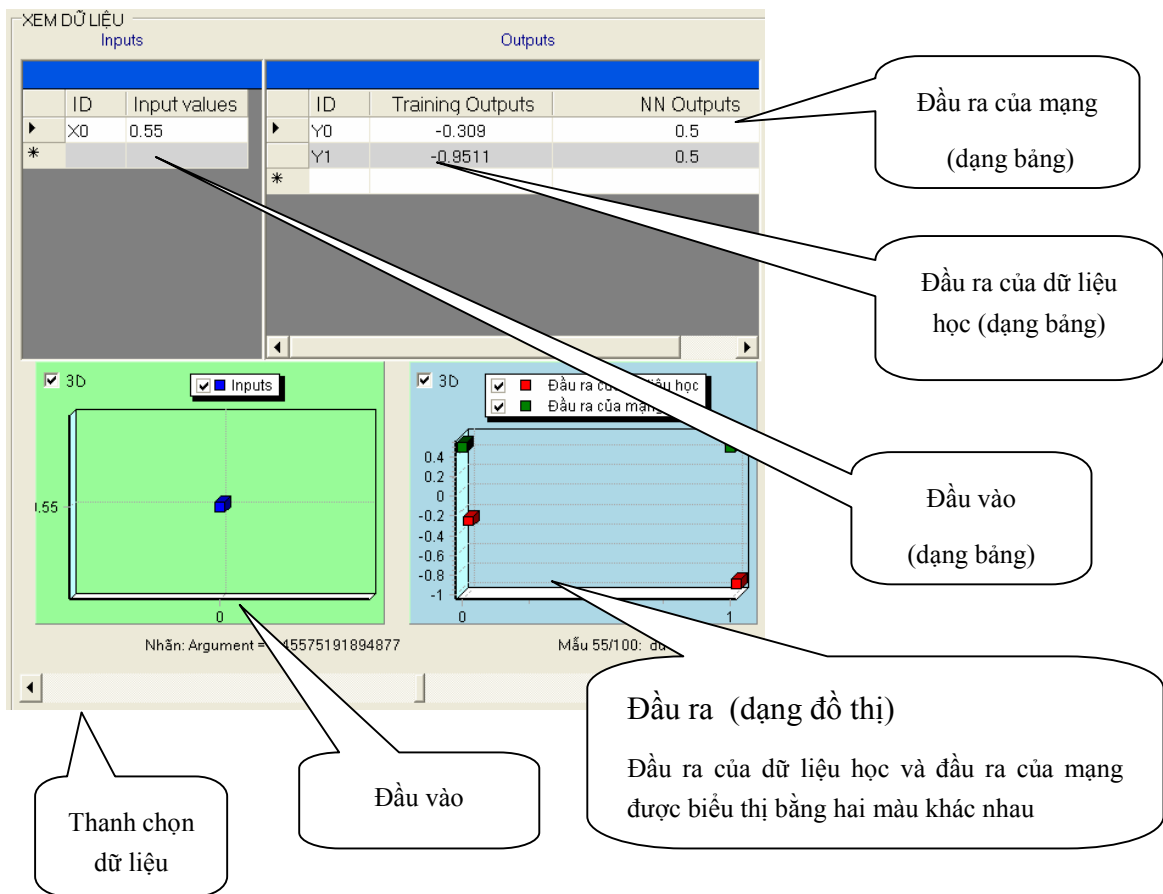 XEM DỮ LIỆU
Inputs
Outputs
ID Input values
X0 0.55
*
ID Training Outputs NN Outputs
Y0 -0.309 0.5
Y1 -0.9511 0.5
*
Đầu ra của mạng
(dạng bảng)
Đầu ra của dữ liệu
học (dạng bảng)
Đầu vào
(dạng bảng)
3D
Inputs
.55
0
3D
Đầu ra học
Đầu ra của
0.4
0.2
0
-0.2
-0.4
-0.6
-0.8
-1
0 1
Nhãn: Argument = 45575191894877
Mẫu 55/100:
Đầu ra (dạng đồ thị)
Đầu ra của dữ liệu học và đầu ra của mạng
được biểu thị bằng hai màu khác nhau
Đầu vào
Thanh chọn
dữ liệu